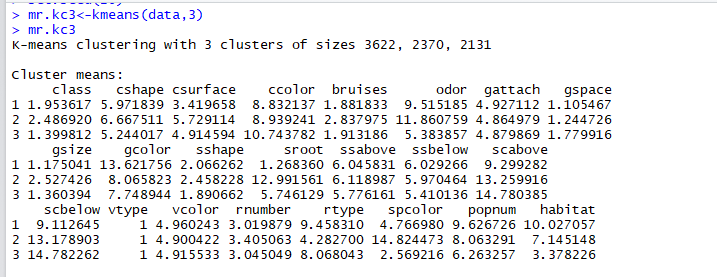 > mr.kc3<-kmeans(data,3)
> mr.kc3
K-means clustering with 3 clusters of sizes 3622, 2370, 2131
Cluster means:
class cshape csurface ccolor bruises odor gattach gspace
1 1.953617 5.971839 3.419658 8.832137 1.881833 9.515185 4.927112 1.105467
2 2.486920 6.667511 5.729114 8.939241 2.837975 11.860759 4.864979 1.244726
3 1.399812 5.244017 4.914594 10.743782 1.913186 5.383857 4.879869 1.779916
gsize gcolor sshape sroot ssabove ssbelow scabove
1 1.175041 13.621756 2.066262 1.268360 6.045831 6.029266 9.299282
2 2.527426 8.065823 2.458228 12.991561 6.118987 5.970464 13.259916
3 1.360394 7.748944 1.890662 5.746129 5.776161 5.410136 14.780385
scbelow vtype vcolor rnumber rtype spcolor popnum habitat
1 9.112645 1 4.960243 3.019879 9.458310 4.766980 9.626726 10.027057
2 13.178903 1 4.900422 3.405063 4.282700 14.824473 8.063291 7.145148
3 14.782262 1 4.915533 3.045049 8.068043 2.569216 6.263257 3.378226